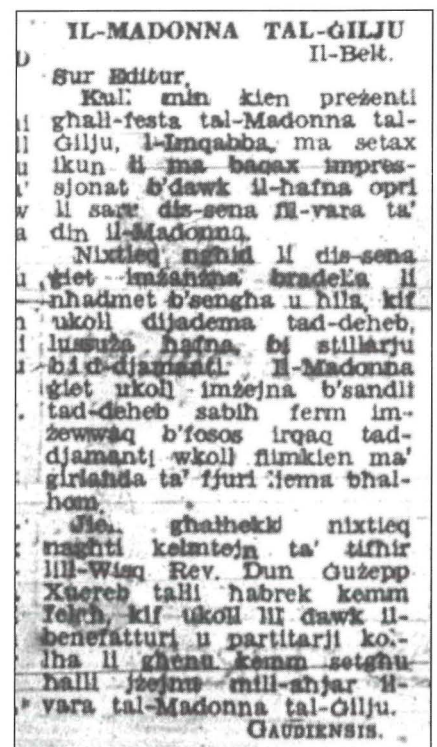 IL-MADONNA TAL-ĠILJU
Il-Belt.
Sur Editur,
Kull min kien preżenti
għall-festa tal-Madonna tal-
Ġilju, l-Imqabba, ma setax
ikun li ma baqax impres-
sjonat b'dawk il-ħafna opri
li saru dis-sena fil-vara ta'
din il-Madonna.
Nixtieq ngħid li dis-sena
ġiet imżanżna bradella li
nħadmet b'sengħa u ħila, kif
ukoll dijadema tad-deheb,
lussuża ħafna, bi stillarju
bid-djamanti. Il-Madonna
ġiet ukoll imżejna b'sandli
tad-deheb sabiħ ferm im-
żewwaq b'fosos irqaq tad-
djamanti wkoll flimkien ma'
girlanda ta' fjuri
hom.
għalhekk nixtieq
nagħti kelmtejn ta' tifħir
lill-Wisq Rev. Dun Ġużepp
Xuereb talli ħabrek kemm
felaħ, kif ukoll lil dawk il-
benefatturi u partitarji kol-
lha li għenu kemm setgħu
ħalli jżejnu mill-aħjar il-
vara tal-Madonna tal-Ġilju.
GAUDIENSIS.